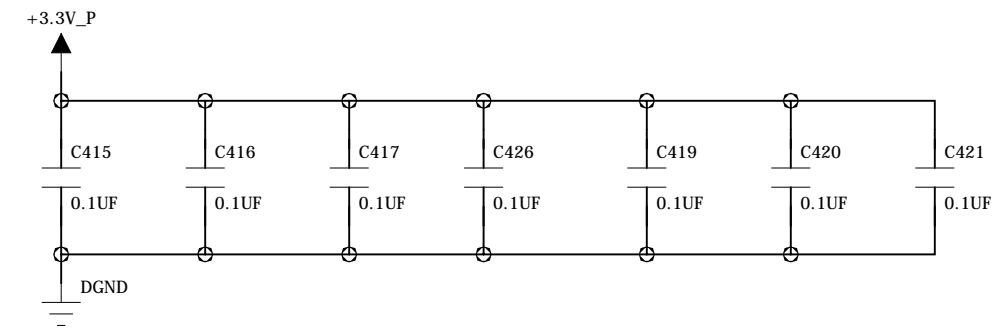 +3.3V_P
C415 C416 C417 C426 C419 C420 C421
0.1UF 0.1UF 0.1UF 0.1UF 0.1UF 0.1UF 0.1UF
DGND